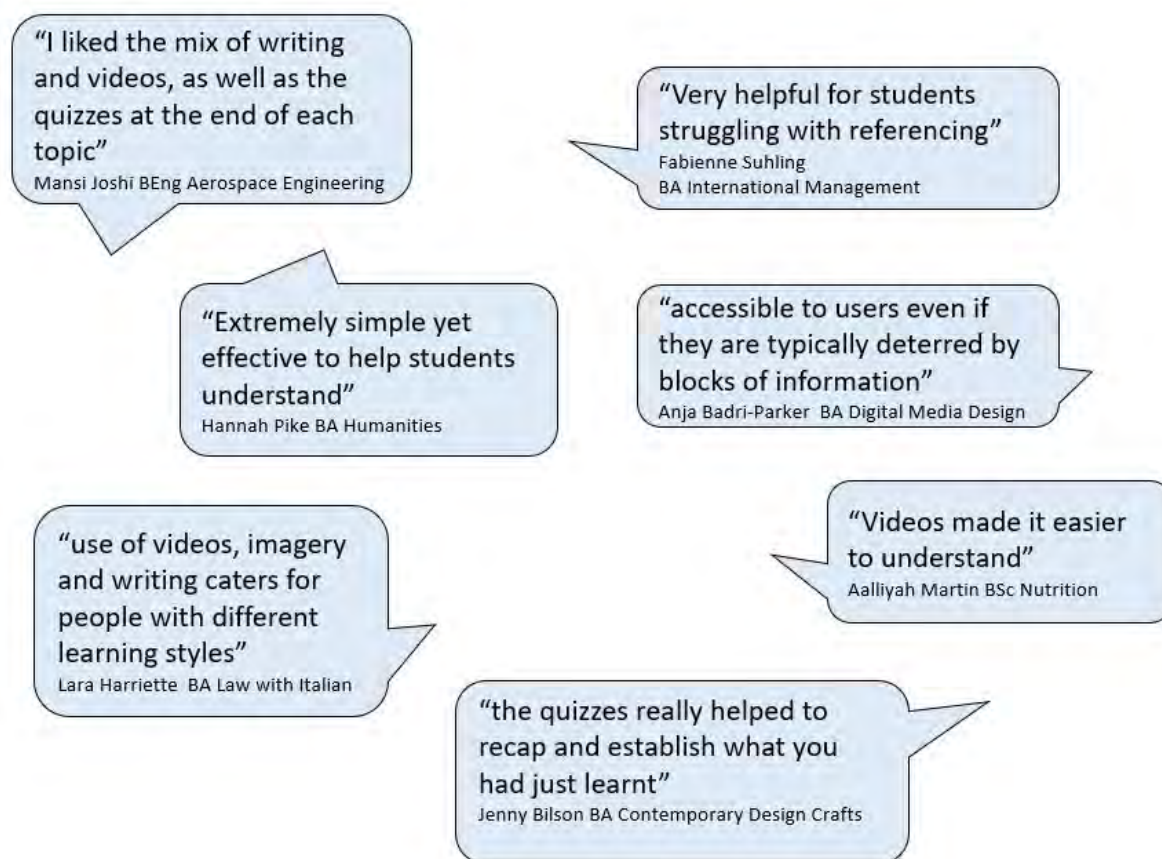 “I liked the mix of writing
and videos, as well as the
quizzes at the end of each
topic”
Mansi Joshi BEng Aerospace Engineering
“Very helpful for students
struggling with referencing”
Fabienne Suhling
BA International Management
“Extremely simple yet
effective to help students
understand”
Hannah Pike BA Humanities
“accessible to users even if
they are typically deterred by
blocks of information”
Anja Badri-Parker BA Digital Media Design
“use of videos, imagery
and writing caters for
people with different
learning styles”
Lara Harriette BA Law with Italian
“Videos made it easier
to understand”
Aalliyah Martin BSc Nutrition
“the quizzes really helped to
recap and establish what you
had just learnt”
Jenny Bilson BA Contemporary Design Crafts